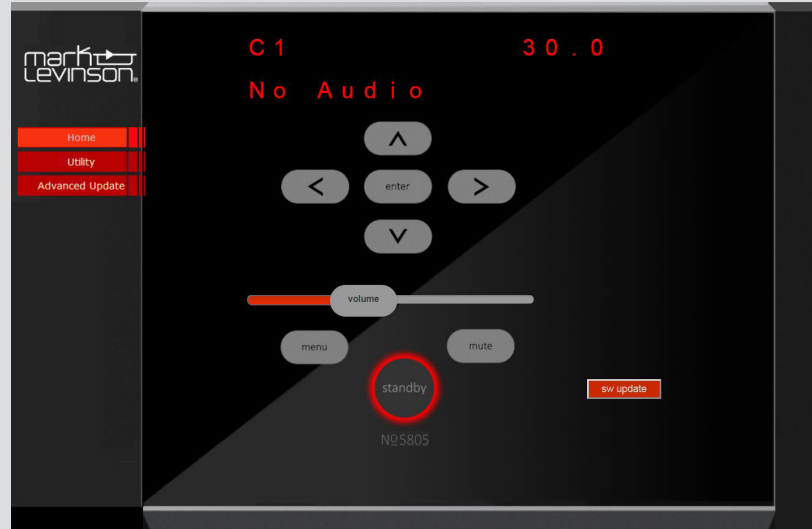 mark
Levinson®
Home
Utility
Advanced Update
C1 30.0
No Audio
enter
volume
menu
mute
standby
sw update
№5805